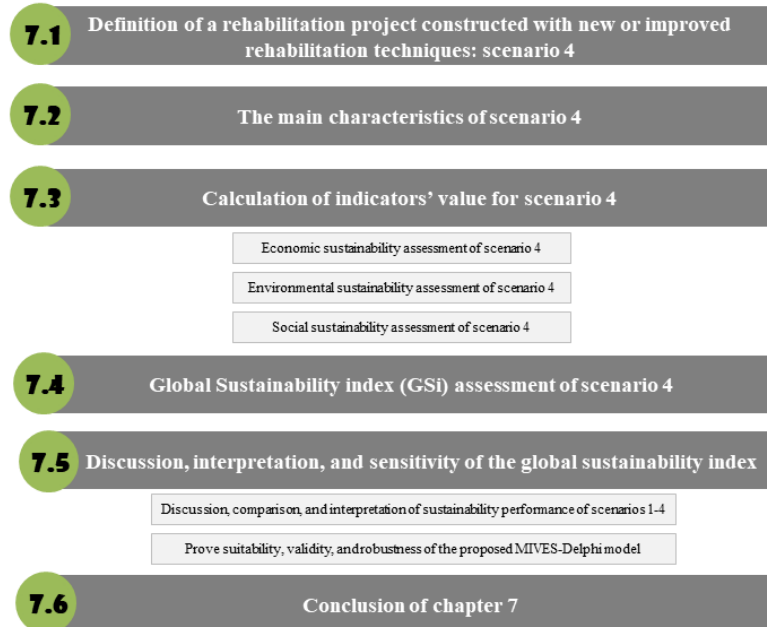 7.1
Definition of a rehabilitation project constructed with new or improved
rehabilitation techniques: scenario 4
7.2
The main characteristics of scenario 4
7.3
Calculation of indicators' value for scenario 4
Economic sustainability assessment of scenario 4
Environmental sustainability assessment of scenario 4
Social sustainability assessment of scenario 4
7.4
Global Sustainability index (GSi) assessment of scenario 4
7.5
Discussion, interpretation, and sensitivity of the global sustainability index
Discussion, comparison, and interpretation of sustainability performance of scenarios 1-4
Prove suitability, validity, and robustness of the proposed MIVES-Delphi model
7.6
Conclusion of chapter 7